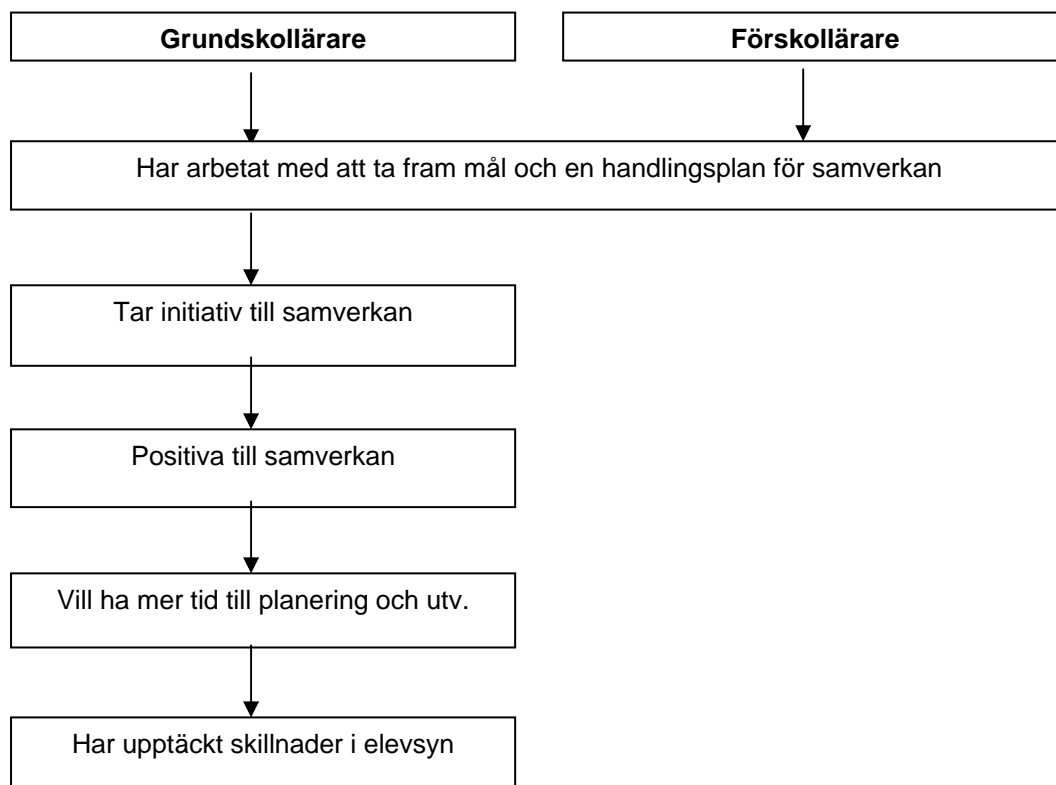 Grundskollärare
Förskollärare
Har arbetat med att ta fram mål och en handlingsplan för samverkan
Tar initiativ till samverkan
Positiva till samverkan
Vill ha mer tid till planering och utv.
Har upptäckt skillnader i elevsyn